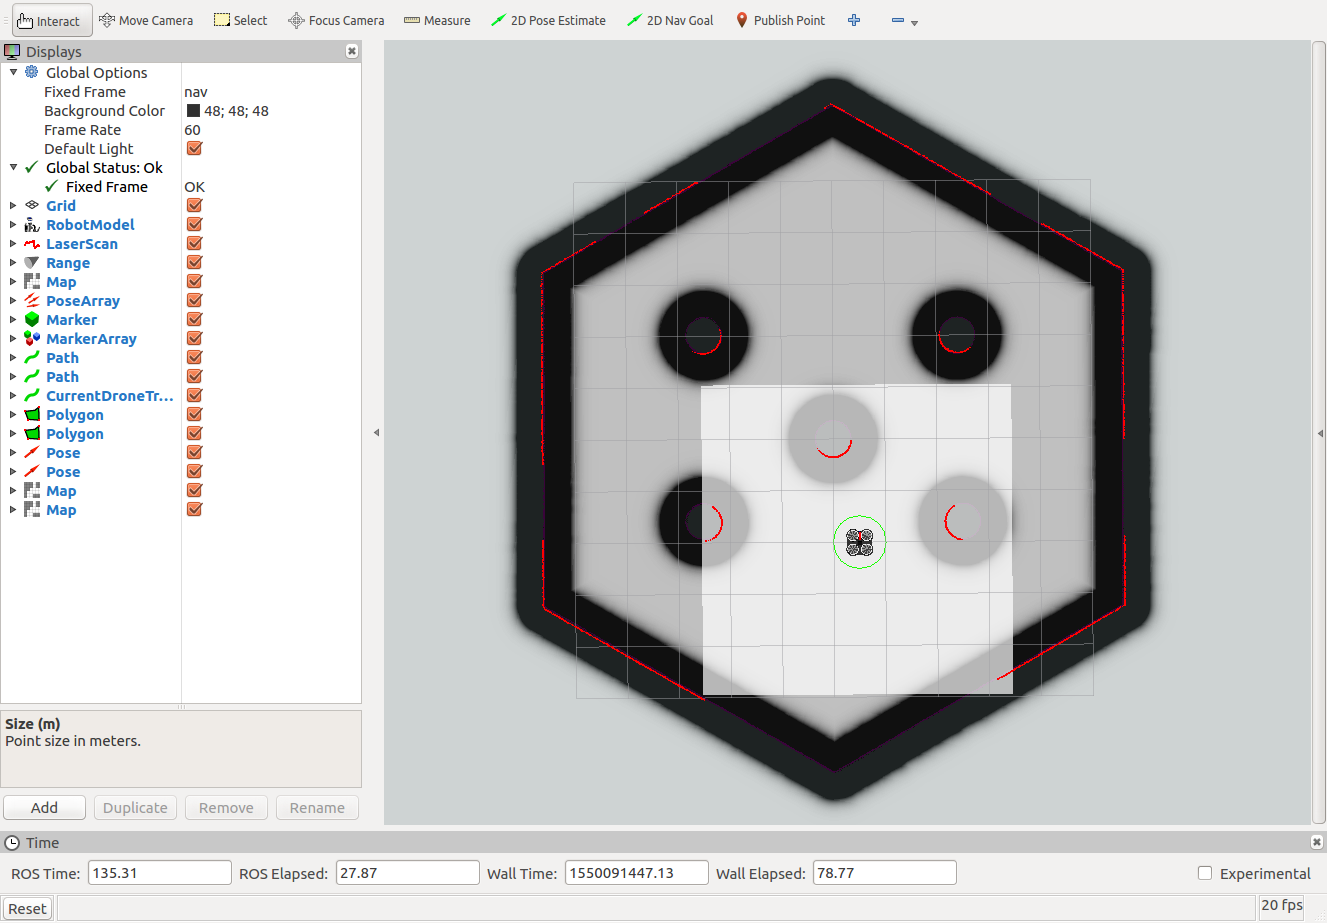 Interact Move Camera Select Focus Camera Measure 2D Pose Estimate 2D Nav Goal Publish Point
Displays
Global Options
Fixed Frame nav
Background Color 48; 48; 48
Frame Rate 60
Default Light
Global Status: Ok
Fixed Frame OK
Grid
RobotModel
LaserScan
Range
Map
PoseArray
Marker
MarkerArray
Path
Path
CurrentDroneTr...
Polygon
Polygon
Pose
Pose
Map
Map
Size (m)
Point size in meters.
Add Duplicate Remove Rename
Time
ROS Time: 135.31 ROS Elapsed: 27.87 Wall Time: 1550091447.13 Wall Elapsed: 78.77 Experimental
Reset 20 fps